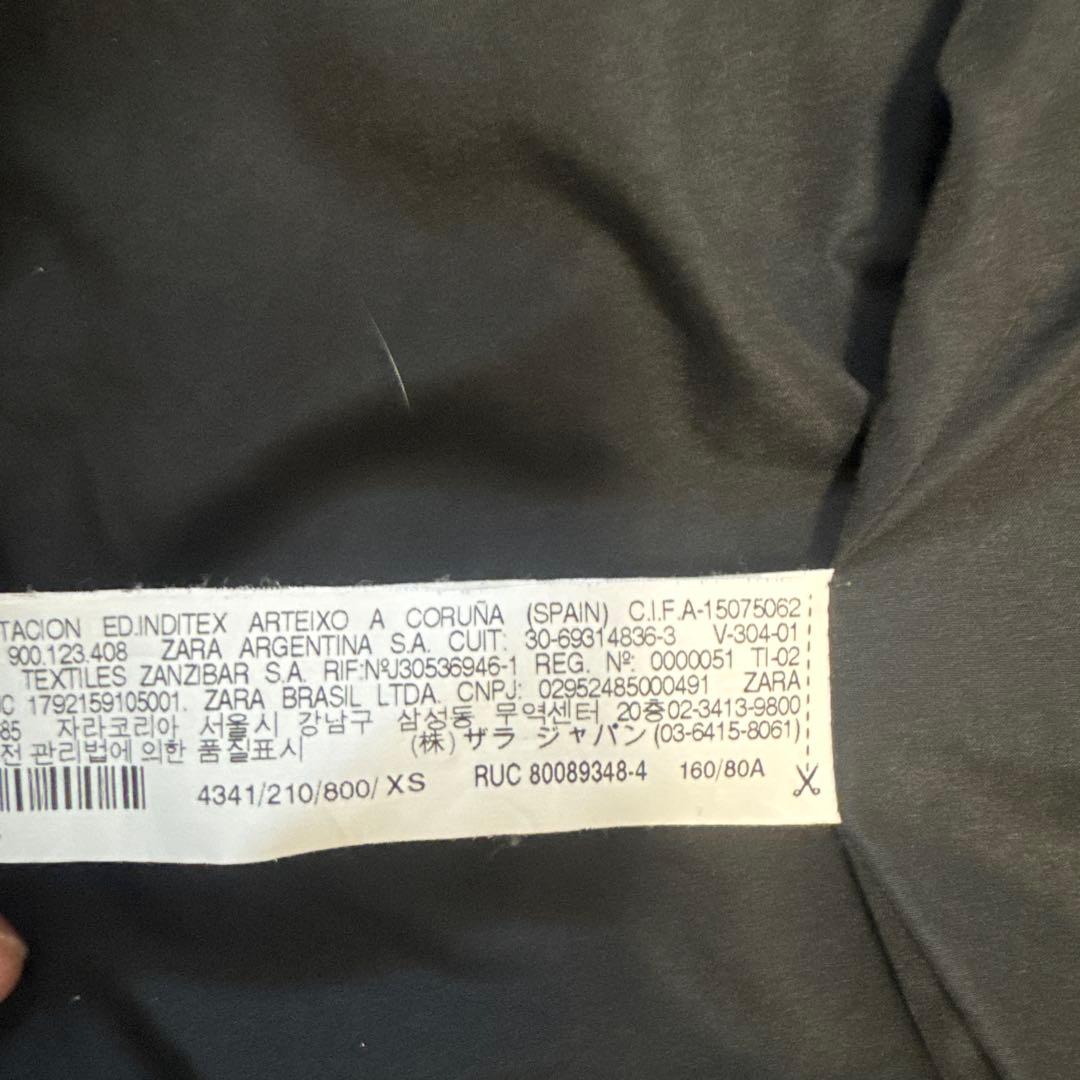 TACION ED.INDITEX ARTEIXO A CORUÑA (SPAIN) C.I.F.A-15075062
900.123.408 ZARA ARGENTINA S.A. CUIT: 30-69314836-3 V-304-01
TEXTILES ZANZIBAR S.A. RIF:NºJ30536946-1 REG. Nº: 0000051 TI-02
C 1792159105001. ZARA BRASIL LTDA. CNPJ: 02952485000491 ZARA
85 자라코리아 서울시 강남구 삼성동 무역센터 20층02-3413-9800
전 관리법에 의한 품질표시 (株) ザラ ジャパン (03-6415-8061)
4341/210/800/ XS RUC 80089348-4 160/80A